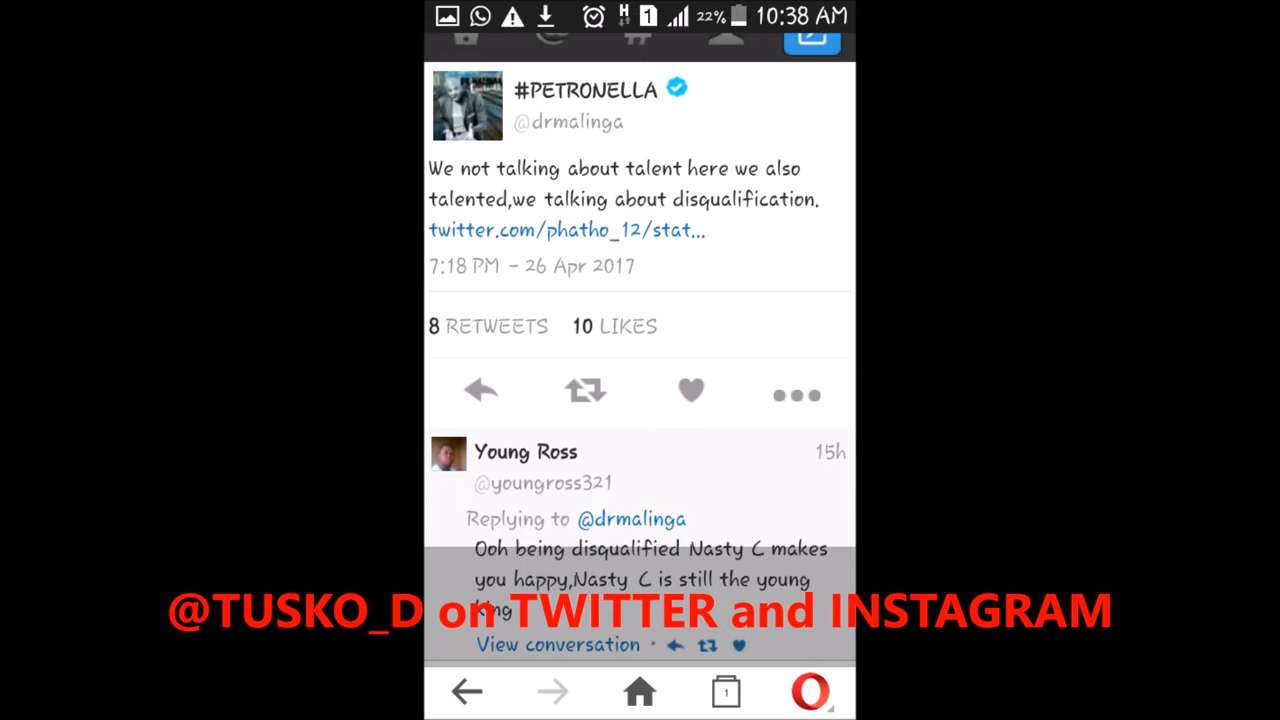 1 22% 10:38 AM
#PETRONELLA
@drmalinga
We not talking about talent here we also
talented,we talking about disqualification.
twitter.com/phatho_12/stat...
7:18 PM - 26 Apr 2017
8 RETWEETS 10 LIKES
Young Ross 15h
@youngross321
Replying to @drmalinga
Ooh being disqualified Nasty C makes
you happy,Nasty C is still the young
king
@TUSKO_D on TWITTER and INSTAGRAM
View conversation
1